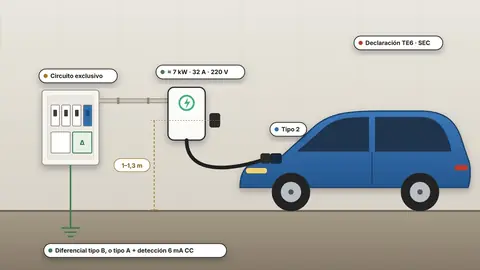 Declaración TE6 · SEC
Circuito exclusivo
≈ 7 kW · 32 A · 220 V
Δ
Tipo 2
1–1,3 m
Diferencial tipo B, o tipo A + detección 6 mA CC